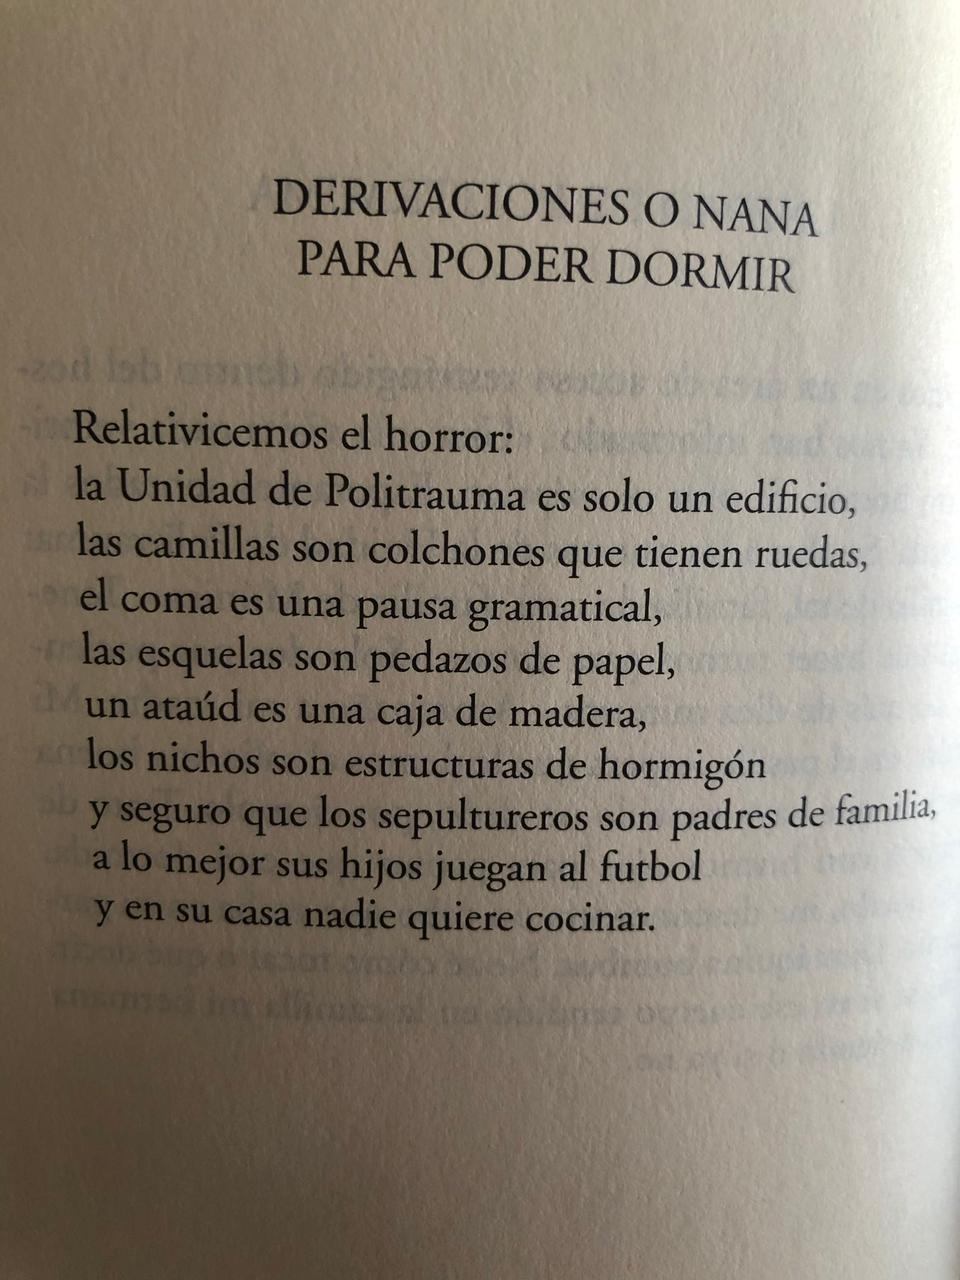 DERIVACIONES O NANA
PARA PODER DORMIR
Relativicemos el horror:
la Unidad de Politrauma es solo un edificio,
las camillas son colchones que tienen ruedas,
el coma es una pausa gramatical,
las esquelas son pedazos de papel,
un ataúd es una caja de madera,
los nichos son estructuras de hormigón
y seguro que los sepultureros son padres de familia,
a lo mejor sus hijos juegan al futbol
y en su casa nadie quiere cocinar.